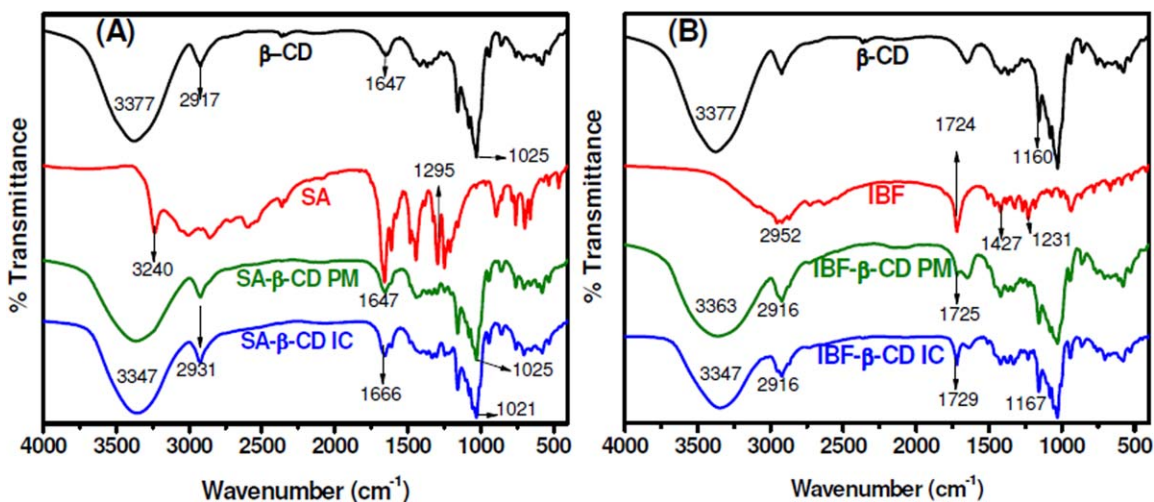 (A)
β-CD
3377
2917
1647
1025
SA
1295
3240
SA-β-CD PM
1647
2931
1025
SA-β-CD IC
3347
1666
1021
% Transmittance
4000 3500 3000 2500 2000 1500 1000 500
Wavenumber (cm⁻¹)
(B)
β-CD
3377
1724
1160
IBF
2952
1427
1231
IBF-β-CD PM
3363
2916
1725
IBF-β-CD IC
3347
2916
1729
1167
% Transmittance
4000 3500 3000 2500 2000 1500 1000 500
Wavenumber (cm⁻¹)